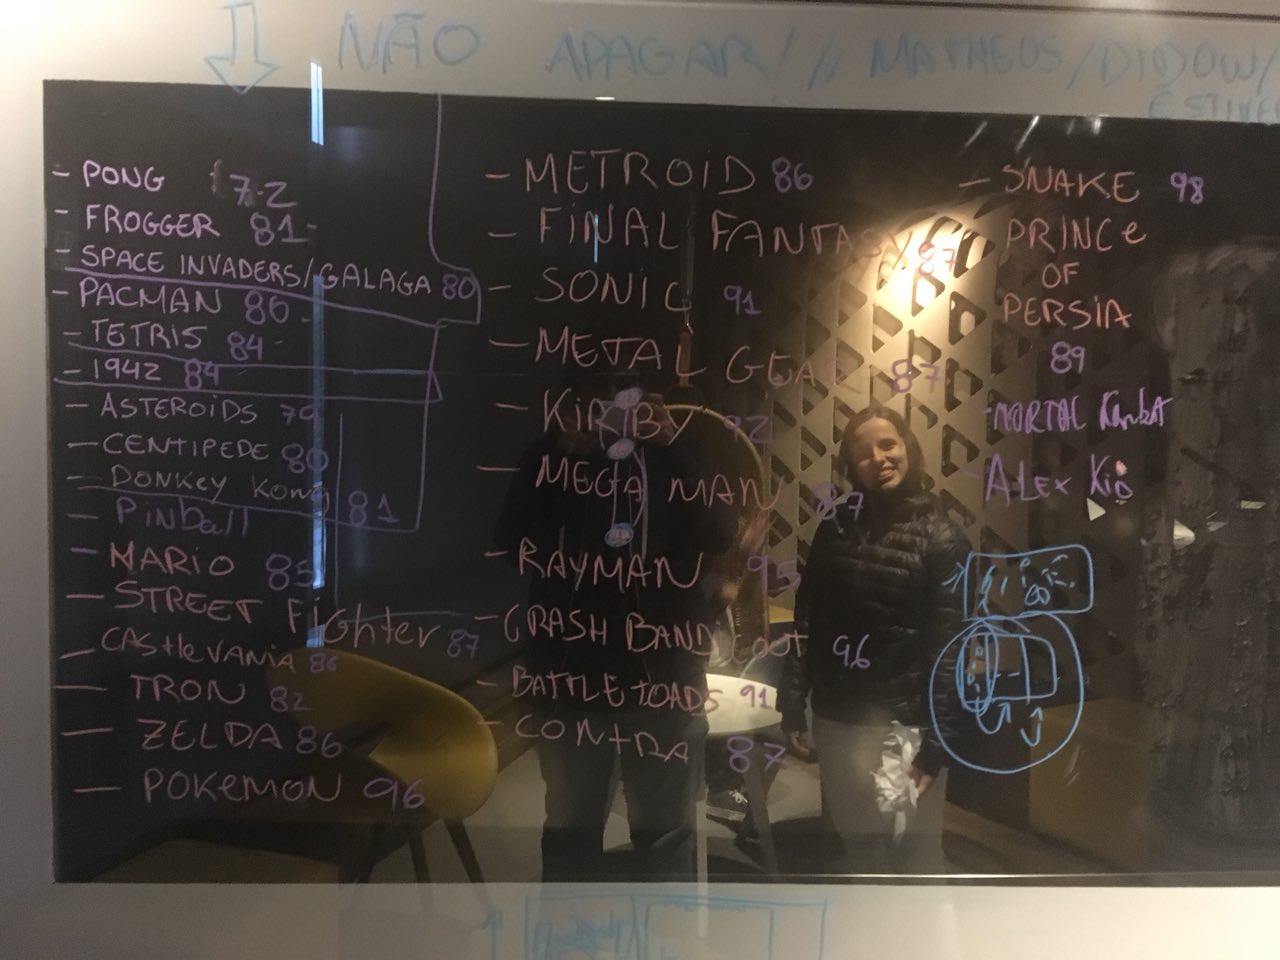 NÃO APAGAR // MATHEOS/DIDOW/
- PONG 72
- FROGGER 81
- SPACE INVADERS/GALAGA 80
- PACMAN 86
- TETRIS 84
- 1942 84
- ASTEROIDS 79
- CENTIPEDE 80
- DONKEY KONG 81
- PINBALL
- MARIO 85
- STREET FIGHTER 87
- CASTLEVANIA 86
- TRON 82
- ZELDA 86
- POKEMON 96
- METROID 86
- FINAL FANTASY 87
- SONIC 91
- METAL GEAR 87
- KIRBY 92
- MEGA MAN 87
- RAYMAN 95
- CRASH BANDICOOT 96
- BATTLETOADS 91
- CONTRA 87
- SNAKE 98
PRINCE
OF
PERSIA
89
- MORTAL KOMBAT
- ALEX KID